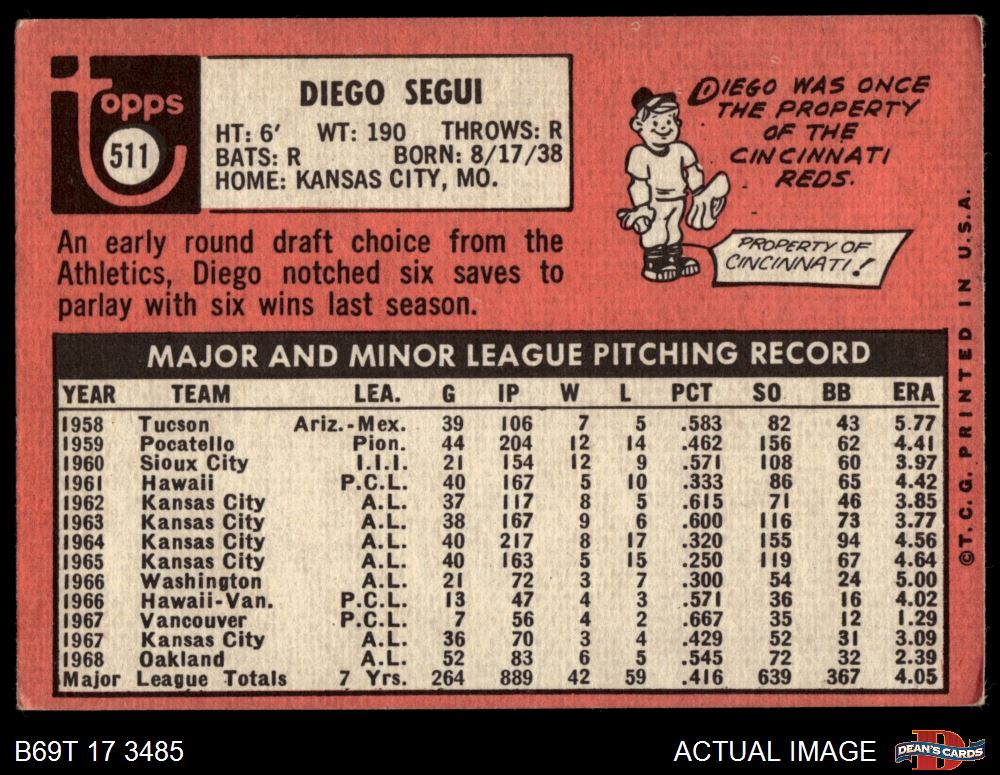 Topps
511
DIEGO SEGUI
HT: 6' WT: 190 THROWS: R
BATS: R BORN: 8/17/38
HOME: KANSAS CITY, MO.
DIEGO WAS ONCE
THE PROPERTY
OF THE
CINCINNATI
REDS.
PROPERTY OF
CINCINNATI!
An early round draft choice from the
Athletics, Diego notched six saves to
parlay with six wins last season.
MAJOR AND MINOR LEAGUE PITCHING RECORD
YEAR TEAM LEA. G IP W L PCT SO BB ERA
1958 Tucson Ariz.-Mex. 39 106 7 5 .583 82 43 5.77
1959 Pocatello Pion. 44 204 12 14 .462 156 62 4.41
1960 Sioux City I.I.I. 21 154 12 9 .571 108 60 3.97
1961 Hawaii P.C.L. 40 167 5 10 .333 86 65 4.42
1962 Kansas City A.L. 37 117 8 5 .615 71 46 3.85
1963 Kansas City A.L. 38 167 9 6 .600 116 73 3.77
1964 Kansas City A.L. 40 217 8 17 .320 155 94 4.56
1965 Kansas City A.L. 40 163 5 15 .250 119 67 4.64
1966 Washington A.L. 21 72 3 7 .300 54 24 5.00
1966 Hawaii-Van. P.C.L. 13 47 4 3 .571 36 16 4.02
1967 Vancouver P.C.L. 7 56 4 2 .667 35 12 1.29
1967 Kansas City A.L. 36 70 3 4 .429 52 31 3.09
1968 Oakland A.L. 52 83 6 5 .545 72 32 2.39
Major League Totals 7 Yrs. 264 889 42 59 .416 639 367 4.05
©T.C.G. PRINTED IN U.S.A.
B69T 17 3485
ACTUAL IMAGE
D
DEAN'S CARDS